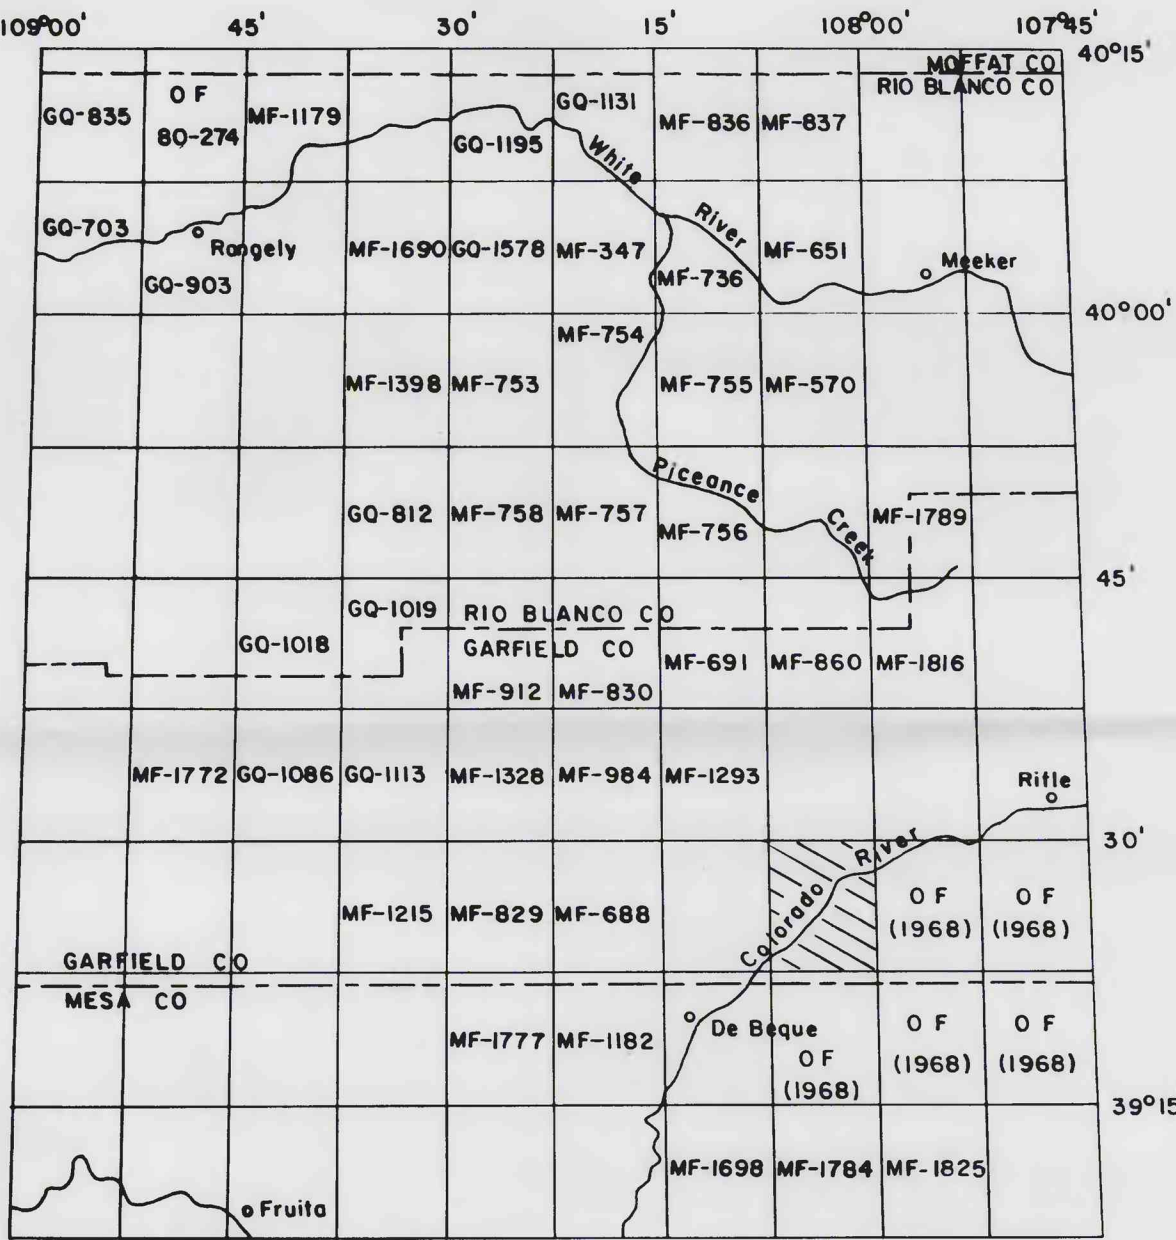 109°00' 45' 30' 15' 108°00' 107°45'
40°15'
MOFFAT CO
RIO BLANCO CO
GQ-835
O F
80-274
MF-1179
GQ-1131
GQ-1195
MF-836
MF-837
White
River
GQ-703
Rangely
GQ-903
MF-1690
GQ-1578
MF-347
MF-736
MF-651
Meeker
40°00'
MF-754
MF-1398
MF-753
MF-755
MF-570
Piceance
Creek
GQ-812
MF-758
MF-757
MF-756
MF-1789
45'
GQ-1019
RIO BLANCO CO
GARFIELD CO
GQ-1018
MF-691
MF-860
MF-1816
MF-912
MF-830
MF-1772
GQ-1086
GQ-1113
MF-1328
MF-984
MF-1293
Rifle
30'
Colorado
River
MF-1215
MF-829
MF-688
O F
(1968)
O F
(1968)
GARFIELD CO
MESA CO
De Beque
MF-1777
MF-1182
O F
(1968)
O F
(1968)
O F
(1968)
39°15
MF-1698
MF-1784
MF-1825
Fruita